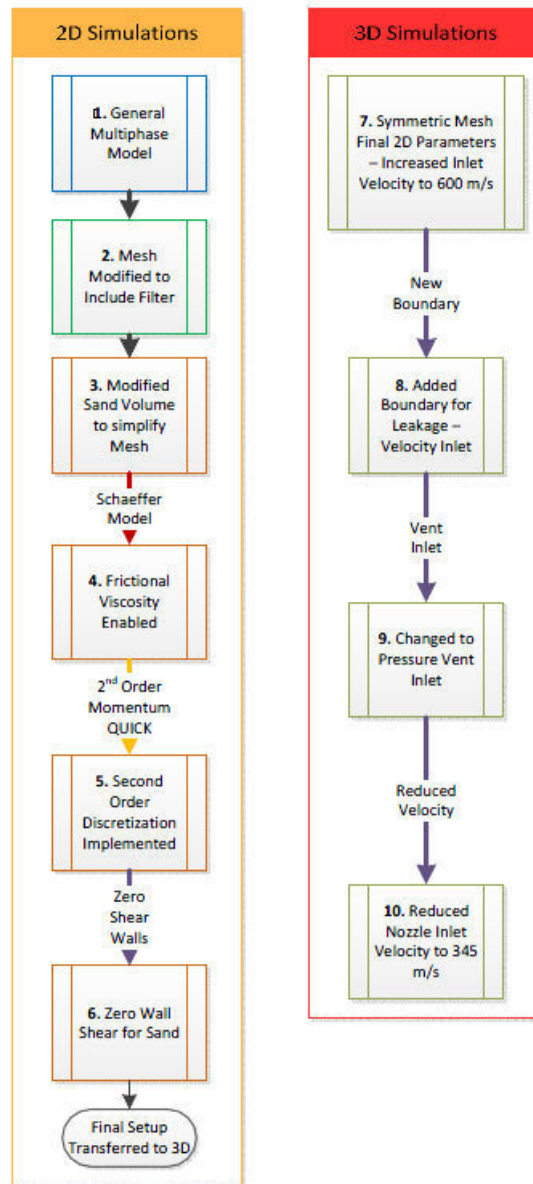 2D Simulations
1. General
Multiphase
Model
2. Mesh
Modified to
Include Filter
3. Modified
Sand Volume
to simplify
Mesh
Schaeffer
Model
4. Frictional
Viscosity
Enabled
2nd Order
Momentum
QUICK
5. Second
Order
Discretization
Implemented
Zero
Shear
Walls
6. Zero Wall
Shear for Sand
Final Setup
Transferred to 3D
3D Simulations
7. Symmetric Mesh
Final 2D Parameters
– Increased Inlet
Velocity to 600 m/s
New
Boundary
8. Added
Boundary for
Leakage –
Velocity Inlet
Vent
Inlet
9. Changed to
Pressure Vent
Inlet
Reduced
Velocity
10. Reduced
Nozzle Inlet
Velocity to 345
m/s